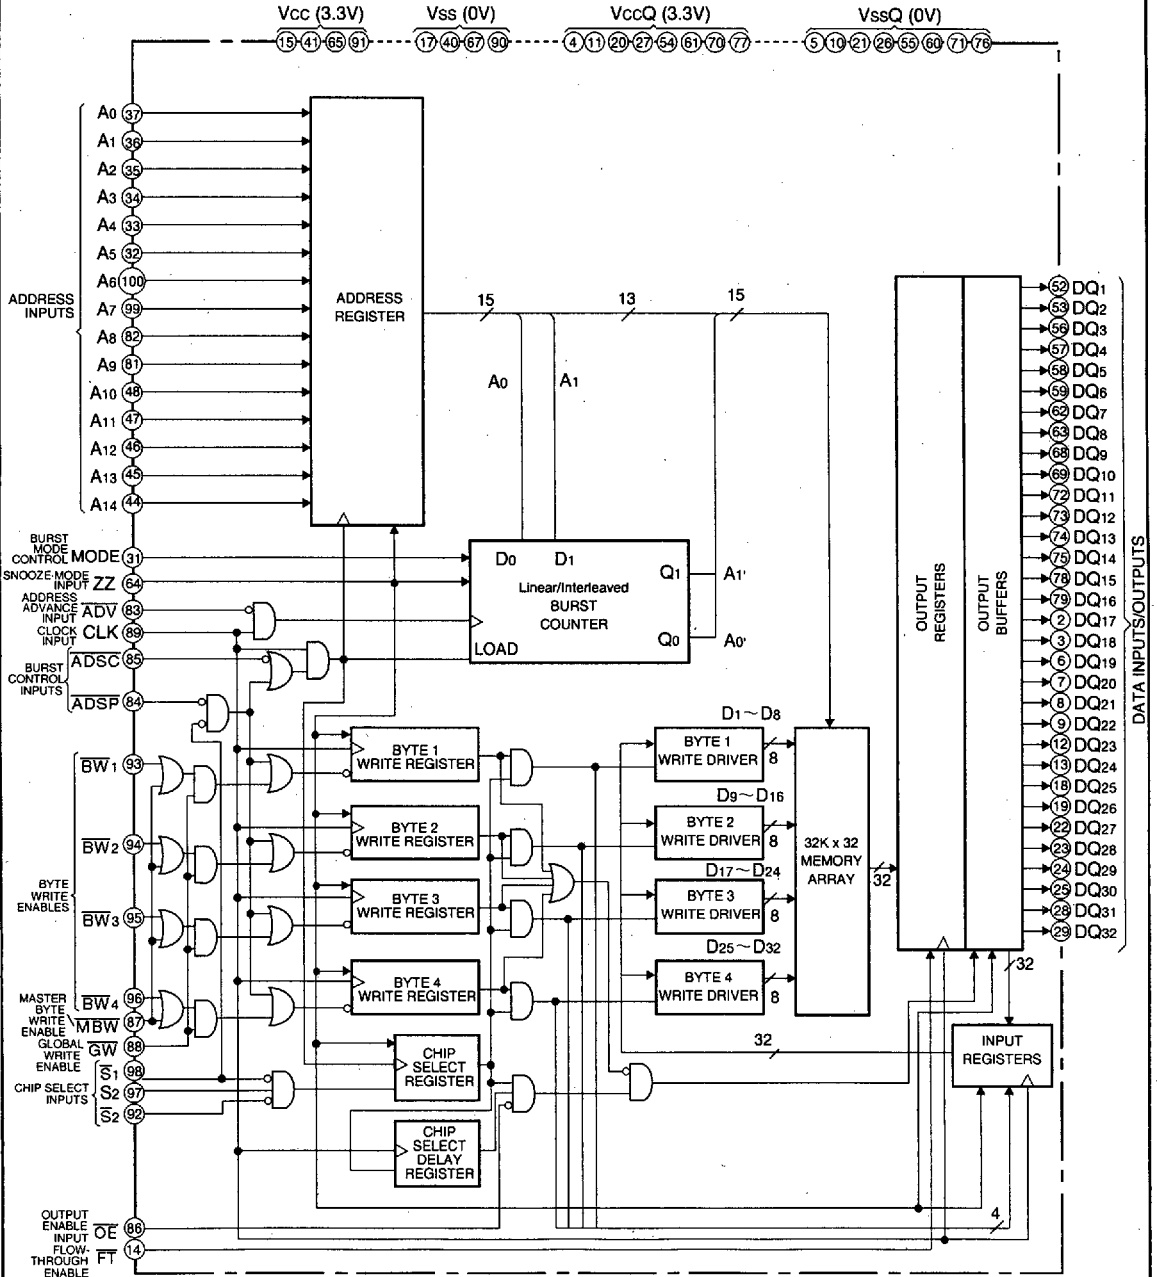 Vcc (3.3V)
Vss (0V)
VccQ (3.3V)
VssQ (0V)
15 41 65 91
17 40 67 90
4 11 20 27 54 61 70 77
5 10 21 26 55 60 71 76
ADDRESS
INPUTS
A0 37
A1 36
A2 35
A3 34
A4 33
A5 32
A6 100
A7 99
A8 82
A9 81
A10 48
A11 47
A12 46
A13 45
A14 44
ADDRESS
REGISTER
15
13
15
A0
A1
BURST
MODE
CONTROL MODE 31
SNOOZE-MODE
INPUT ZZ 64
ADDRESS
ADVANCE
INPUT ADV 83
CLOCK
INPUT CLK 89
BURST
CONTROL
INPUTS
ADSC 85
ADSP 84
D0 D1
Linear/Interleaved
BURST
COUNTER
LOAD
Q1
Q0
A1'
A0'
BYTE
WRITE
ENABLES
BW1 93
BW2 94
BW3 95
BW4 96
MASTER
BYTE
WRITE
ENABLE MBW 87
GLOBAL
WRITE
ENABLE GW 88
CHIP SELECT
INPUTS
S1 98
S2 97
S2 92
OUTPUT
ENABLE
INPUT OE 86
FLOW-
THROUGH
ENABLE FT 14
BYTE 1
WRITE REGISTER
BYTE 2
WRITE REGISTER
BYTE 3
WRITE REGISTER
BYTE 4
WRITE REGISTER
CHIP
SELECT
REGISTER
CHIP
SELECT
DELAY
REGISTER
D1~D8
BYTE 1
WRITE DRIVER
8
D9~D16
BYTE 2
WRITE DRIVER
8
D17~D24
BYTE 3
WRITE DRIVER
8
D25~D32
BYTE 4
WRITE DRIVER
8
32K x 32
MEMORY
ARRAY
32
OUTPUT
REGISTERS
OUTPUT
BUFFERS
32
INPUT
REGISTERS
32
4
52 DQ1
53 DQ2
56 DQ3
57 DQ4
58 DQ5
59 DQ6
62 DQ7
63 DQ8
68 DQ9
69 DQ10
72 DQ11
73 DQ12
74 DQ13
75 DQ14
78 DQ15
79 DQ16
2 DQ17
3 DQ18
6 DQ19
7 DQ20
8 DQ21
9 DQ22
12 DQ23
13 DQ24
18 DQ25
19 DQ26
22 DQ27
23 DQ28
24 DQ29
25 DQ30
28 DQ31
29 DQ32
DATA INPUTS/OUTPUTS